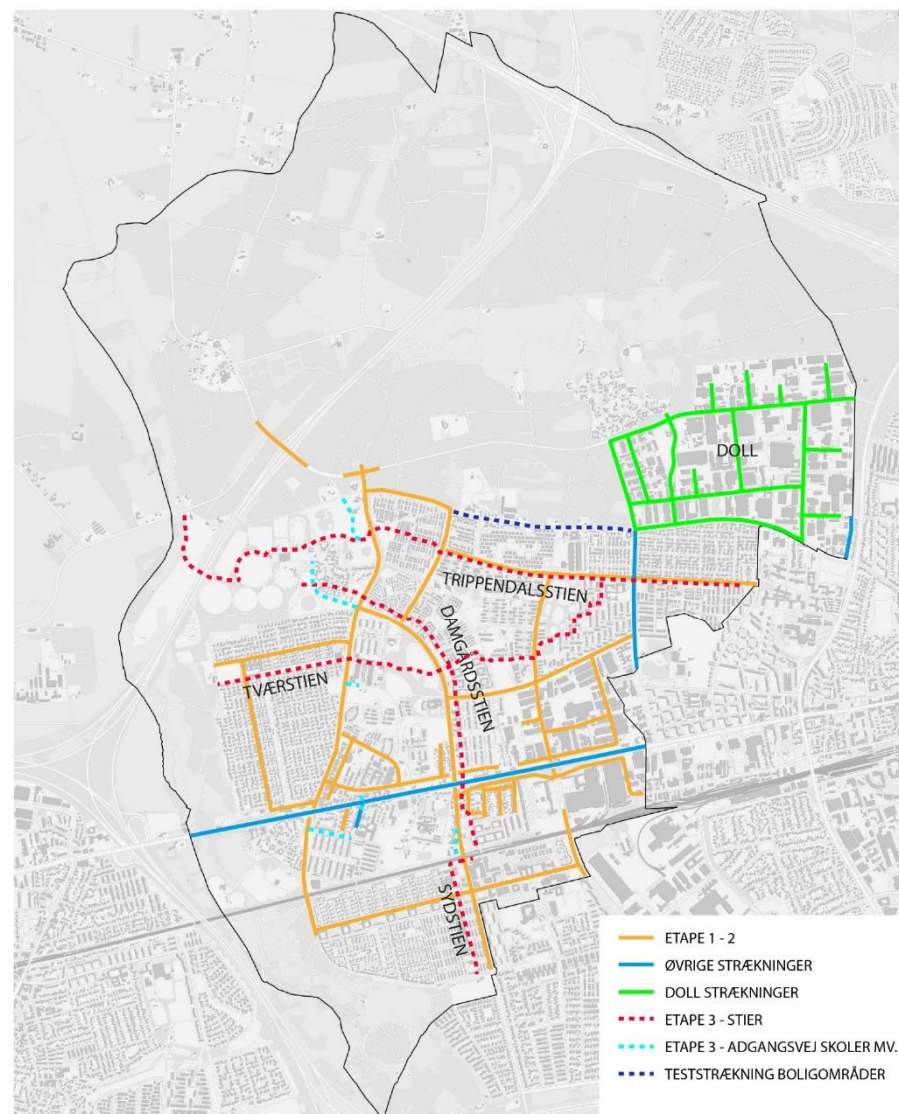 DOLL
TRIPPENDALSSTIEN
DAMGÅRDSSTIEN
TVÆRSTIEN
SYDSTIEN
ETAPE 1 - 2
ØVRIGE STRÆKNINGER
DOLL STRÆKNINGER
ETAPE 3 - STIER
ETAPE 3 - ADGANGSVEJ SKOLER MV.
TESTSTRÆKNING BOLIGOMRÅDER